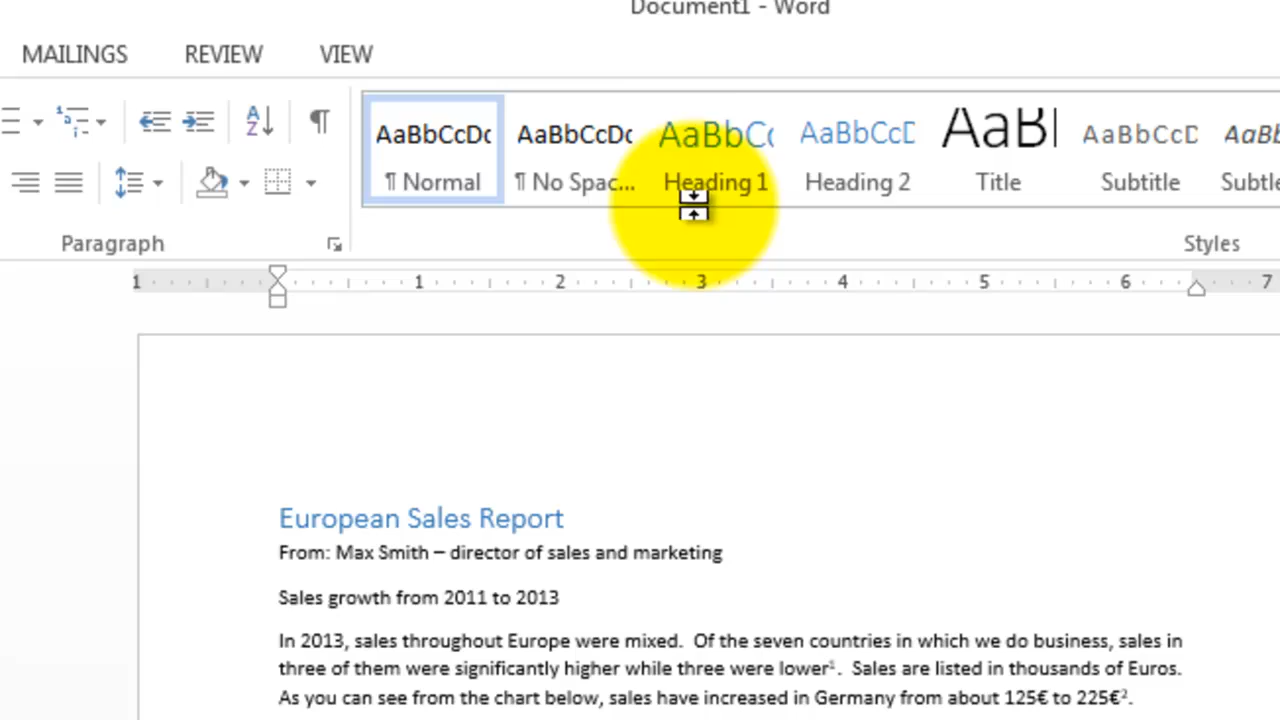 Document1 - Word
MAILINGS REVIEW VIEW
AaBbCcDc AaBbCcDc AaBbCc AaBbCcD AaB AaBbCcD AaBb
¶ Normal ¶ No Spac... Heading 1 Heading 2 Title Subtitle Subtle
Paragraph Styles
1 1 2 3 4 5 6 7
European Sales Report
From: Max Smith – director of sales and marketing
Sales growth from 2011 to 2013
In 2013, sales throughout Europe were mixed. Of the seven countries in which we do business, sales in
three of them were significantly higher while three were lower¹. Sales are listed in thousands of Euros.
As you can see from the chart below, sales have increased in Germany from about 125€ to 225€².